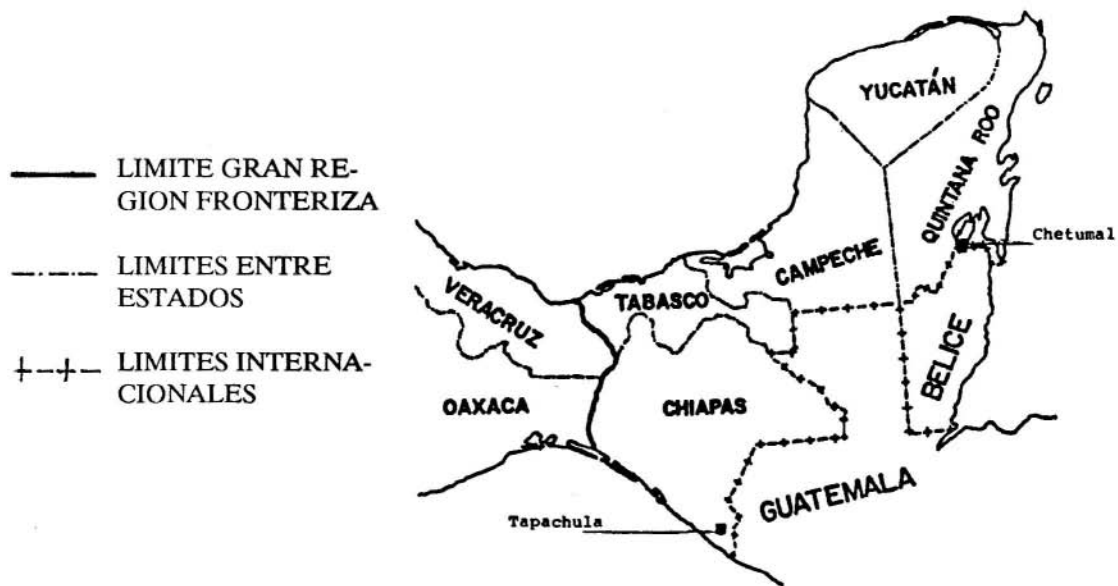 LIMITE GRAN RE-
GION FRONTERIZA
LIMITES ENTRE
ESTADOS
LIMITES INTERNA-
CIONALES
YUCATÁN
QUINTANA ROO
Chetumal
CAMPECHE
TABASCO
VERACRUZ
BELICE
OAXACA
CHIAPAS
GUATEMALA
Tapachula